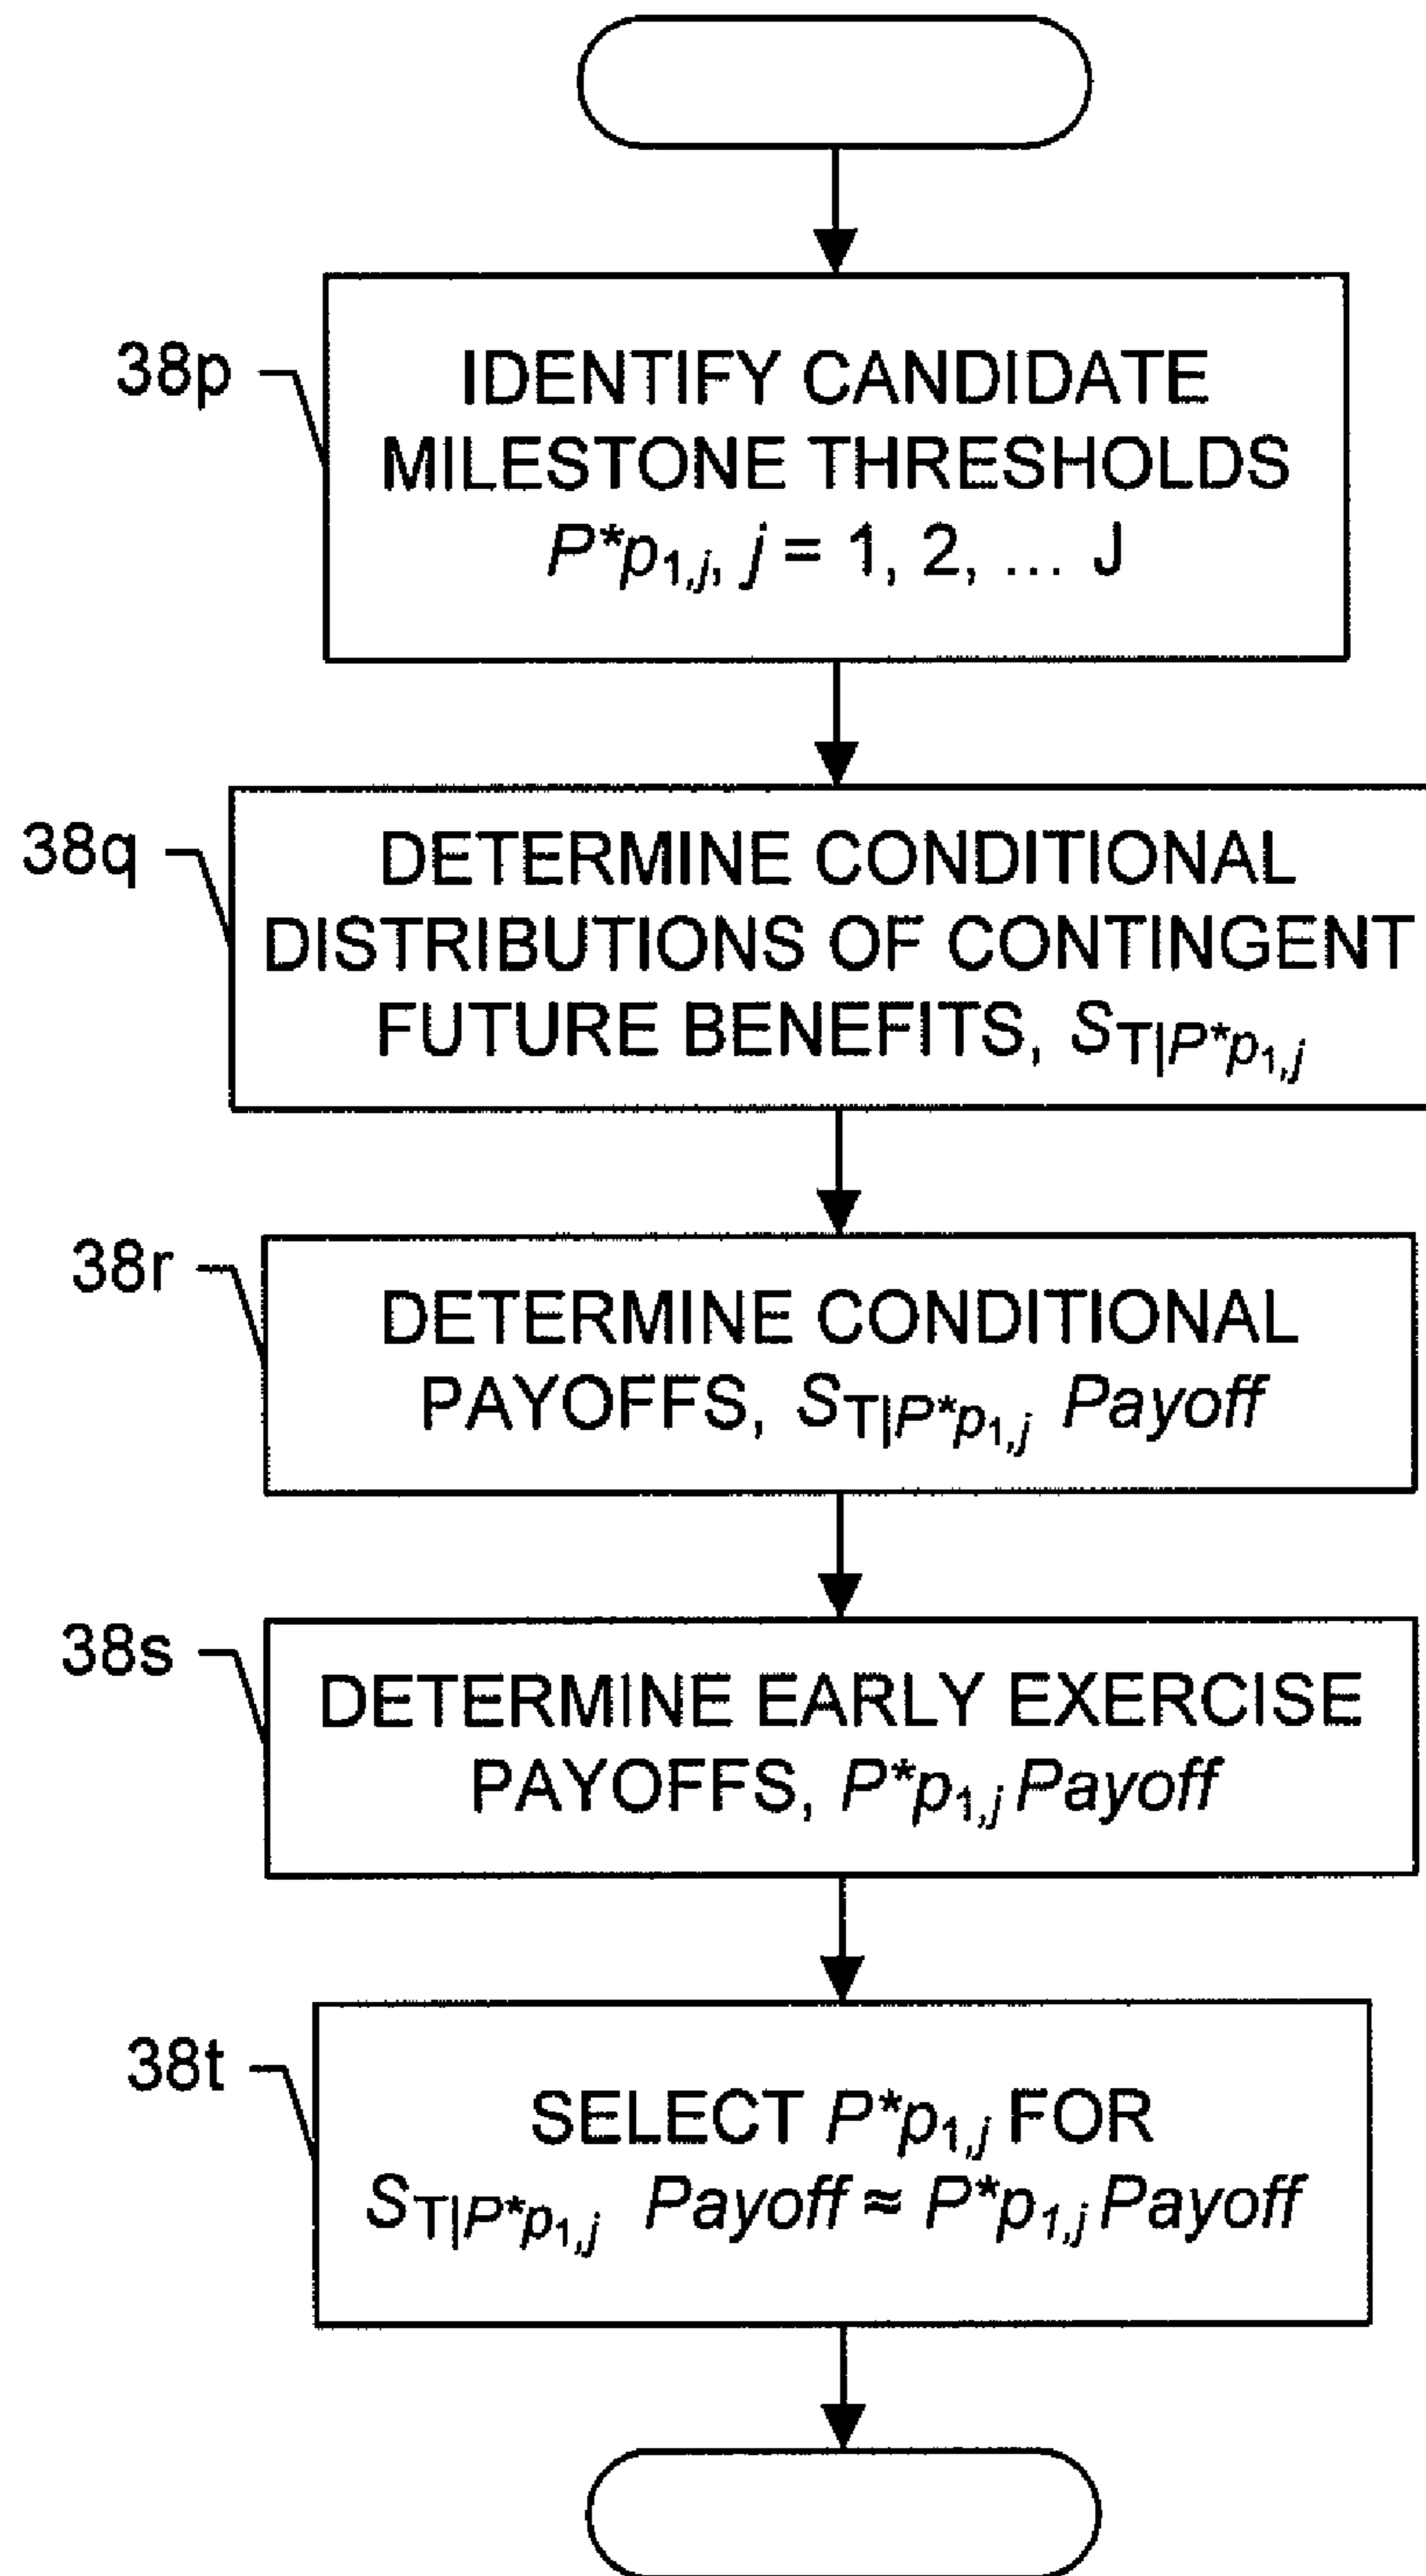 38p
IDENTIFY CANDIDATE
MILESTONE THRESHOLDS
P*p1,j, j = 1, 2, ... J
38q
DETERMINE CONDITIONAL
DISTRIBUTIONS OF CONTINGENT
FUTURE BENEFITS, ST|P*p1,j
38r
DETERMINE CONDITIONAL
PAYOFFS, ST|P*p1,j Payoff
38s
DETERMINE EARLY EXERCISE
PAYOFFS, P*p1,j Payoff
38t
SELECT P*p1,j FOR
ST|P*p1,j Payoff ≈ P*p1,j Payoff